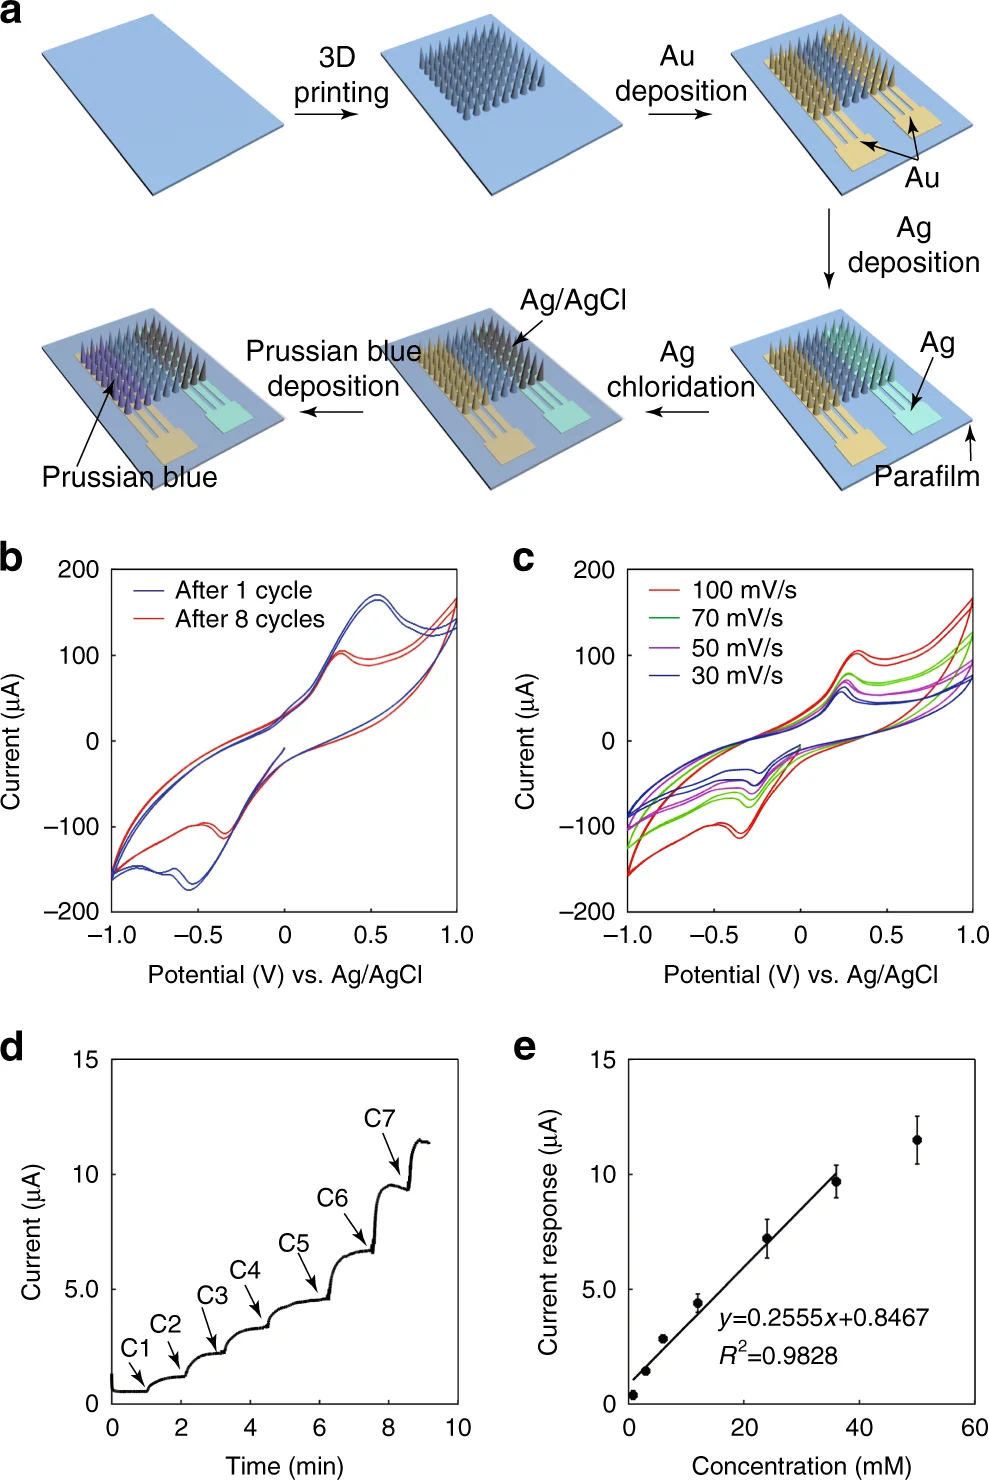 a
3D
printing
Au
deposition
Au
Ag
deposition
Ag/AgCl
Prussian blue
deposition
Ag
chloridation
Ag
Prussian blue
Parafilm
b
200
100
0
–100
–200
Current (µA)
After 1 cycle
After 8 cycles
–1.0
–0.5
0
0.5
1.0
Potential (V) vs. Ag/AgCl
c
200
100
0
–100
–200
Current (µA)
100 mV/s
70 mV/s
50 mV/s
30 mV/s
–1.0
–0.5
0
0.5
1.0
Potential (V) vs. Ag/AgCl
d
15
10
5.0
0
Current (µA)
C1
C2
C3
C4
C5
C6
C7
0
2
4
6
8
10
Time (min)
e
15
10
5.0
0
Current response (µA)
y=0.2555x+0.8467
R²=0.9828
0
20
40
60
Concentration (mM)